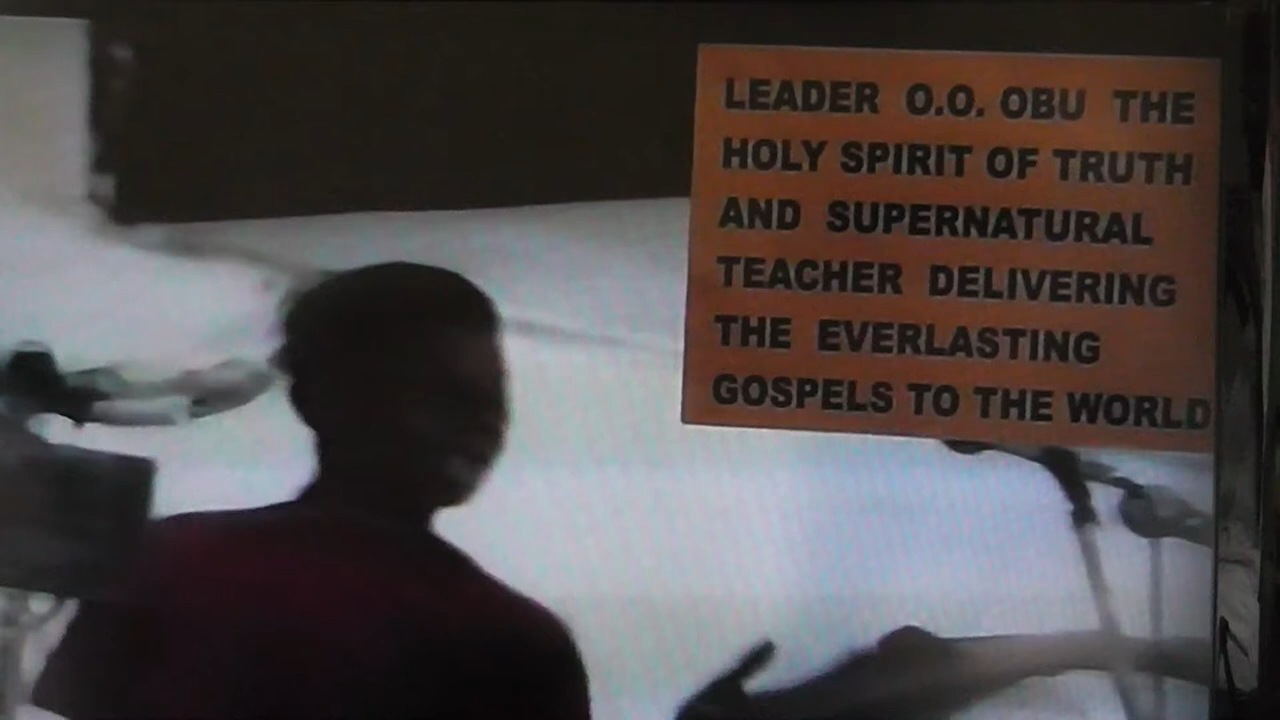 LEADER O.O. OBU THE
HOLY SPIRIT OF TRUTH
AND SUPERNATURAL
TEACHER DELIVERING
THE EVERLASTING
GOSPELS TO THE WORLD